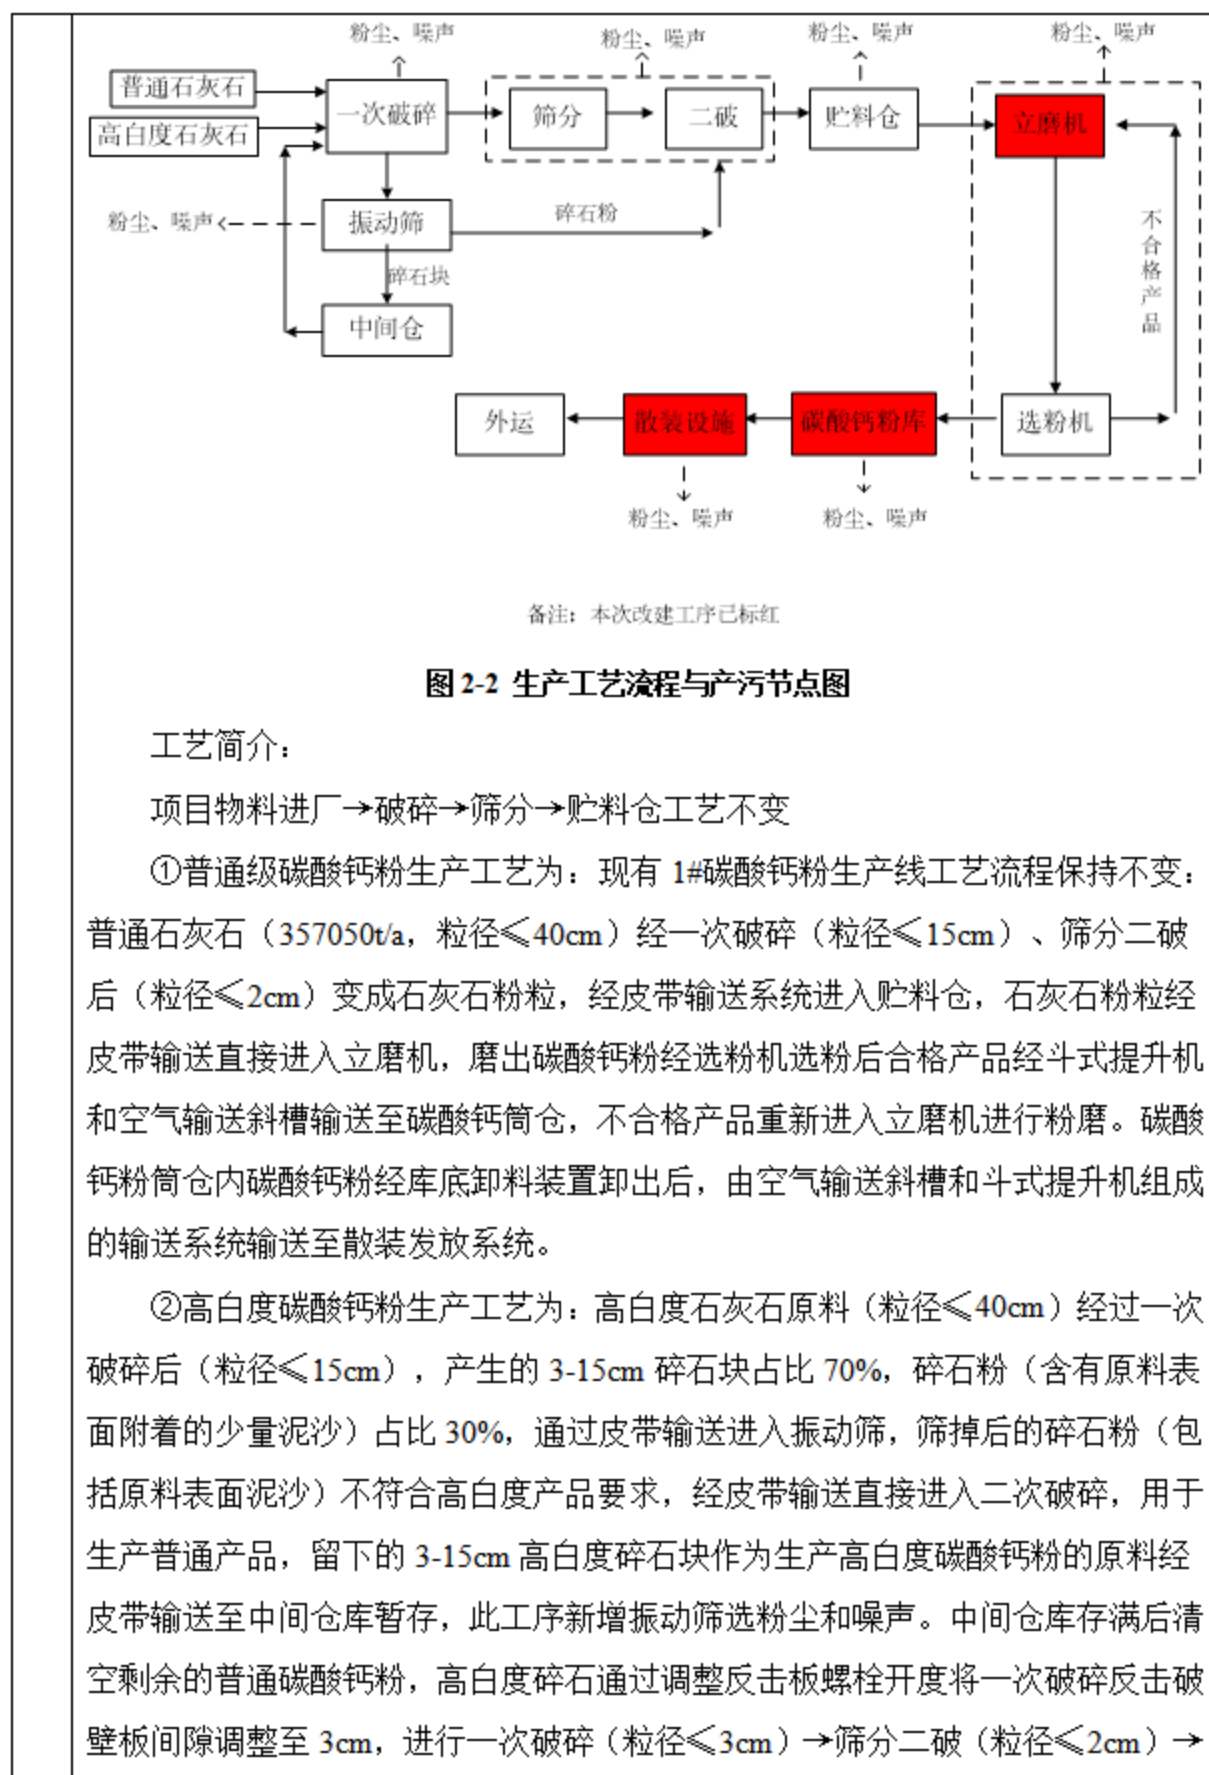 粉尘、噪声
粉尘、噪声
粉尘、噪声
粉尘、噪声
普通石灰石
高白度石灰石
一次破碎
筛分
二破
贮料仓
立磨机
粉尘、噪声
振动筛
碎石粉
碎石块
中间仓
不合格产品
外运
散装设施
碳酸钙粉库
选粉机
粉尘、噪声
粉尘、噪声
备注：本次改建工序已标红
图 2-2 生产工艺流程与产污节点图
工艺简介：
项目物料进厂→破碎→筛分→贮料仓工艺不变
①普通级碳酸钙粉生产工艺为：现有 1#碳酸钙粉生产线工艺流程保持不变：
普通石灰石（357050t/a，粒径≤40cm）经一次破碎（粒径≤15cm）、筛分二破
后（粒径≤2cm）变成石灰石粉粒，经皮带输送系统进入贮料仓，石灰石粉粒经
皮带输送直接进入立磨机，磨出碳酸钙粉经选粉机选粉后合格产品经斗式提升机
和空气输送斜槽输送至碳酸钙筒仓，不合格产品重新进入立磨机进行粉磨。碳酸
钙粉筒仓内碳酸钙粉经库底卸料装置卸出后，由空气输送斜槽和斗式提升机组成
的输送系统输送至散装发放系统。
②高白度碳酸钙粉生产工艺为：高白度石灰石原料（粒径≤40cm）经过一次
破碎后（粒径≤15cm），产生的 3-15cm 碎石块占比 70%，碎石粉（含有原料表
面附着的少量泥沙）占比 30%，通过皮带输送进入振动筛，筛掉后的碎石粉（包
括原料表面泥沙）不符合高白度产品要求，经皮带输送直接进入二次破碎，用于
生产普通产品，留下的 3-15cm 高白度碎石块作为生产高白度碳酸钙粉的原料经
皮带输送至中间仓库暂存，此工序新增振动筛选粉尘和噪声。中间仓库存满后清
空剩余的普通碳酸钙粉，高白度碎石通过调整反击板螺栓开度将一次破碎反击破
壁板间隙调整至 3cm，进行一次破碎（粒径≤3cm）→筛分二破（粒径≤2cm）→